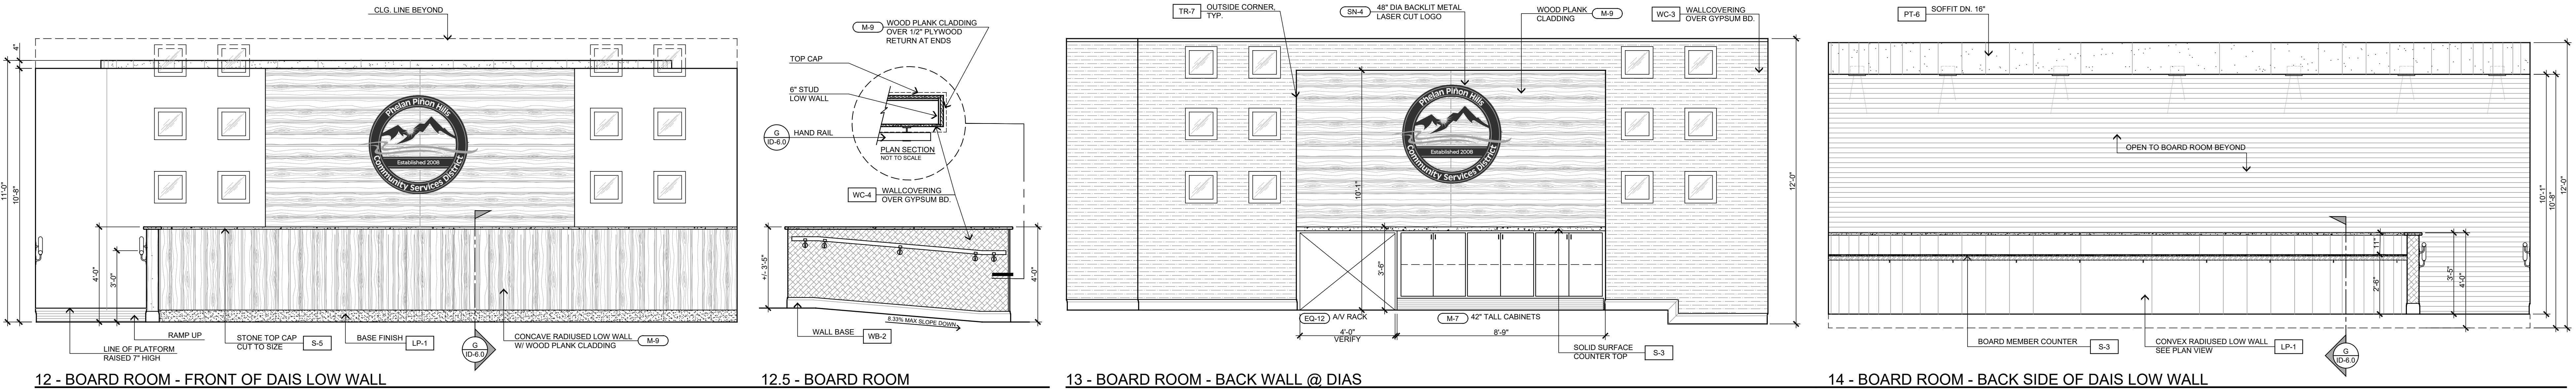 CLG. LINE BEYOND
4"
11'-0"
10'-8"
4'-0"
3'-0"
Phelan Piñon Hills
Established 2008
Community Services District
RAMP UP
LINE OF PLATFORM
RAISED 7" HIGH
STONE TOP CAP
CUT TO SIZE
S-5
BASE FINISH
LP-1
G
ID-6.0
CONCAVE RADIUSED LOW WALL
W/ WOOD PLANK CLADDING
M-9
12 - BOARD ROOM - FRONT OF DAIS LOW WALL
M-9
WOOD PLANK CLADDING
OVER 1/2" PLYWOOD
RETURN AT ENDS
TOP CAP
6" STUD
LOW WALL
G
ID-6.0
HAND RAIL
PLAN SECTION
NOT TO SCALE
WC-4
WALLCOVERING
OVER GYPSUM BD.
+/- 3'-5"
4'-0"
8.33% MAX SLOPE DOWN
WALL BASE
WB-2
12.5 - BOARD ROOM
TR-7
OUTSIDE CORNER,
TYP.
SN-4
48" DIA BACKLIT METAL
LASER CUT LOGO
WOOD PLANK
CLADDING
M-9
WC-3
WALLCOVERING
OVER GYPSUM BD.
Phelan Piñon Hills
Established 2008
Community Services District
10'-1"
3'-6"
12'-0"
EQ-12
A/V RACK
M-7
42" TALL CABINETS
4'-0"
VERIFY
8'-9"
SOLID SURFACE
COUNTER TOP
S-3
13 - BOARD ROOM - BACK WALL @ DIAS
PT-6
SOFFIT DN. 16"
OPEN TO BOARD ROOM BEYOND
11"
2'-6"
3'-5"
4'-0"
10'-1"
10'-8"
12'-0"
BOARD MEMBER COUNTER
S-3
CONVEX RADIUSED LOW WALL
SEE PLAN VIEW
LP-1
G
ID-6.0
14 - BOARD ROOM - BACK SIDE OF DAIS LOW WALL